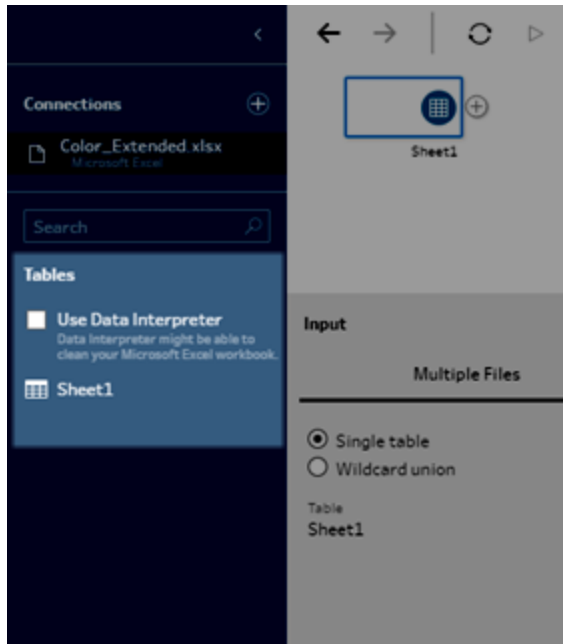 Connections
Color_Extended.xlsx
Microsoft Excel
Search
Tables
Use Data Interpreter
Data Interpreter might be able to
clean your Microsoft Excel workbook.
Sheet1
Sheet1
Input
Multiple Files
Single table
Wildcard union
Table
Sheet1